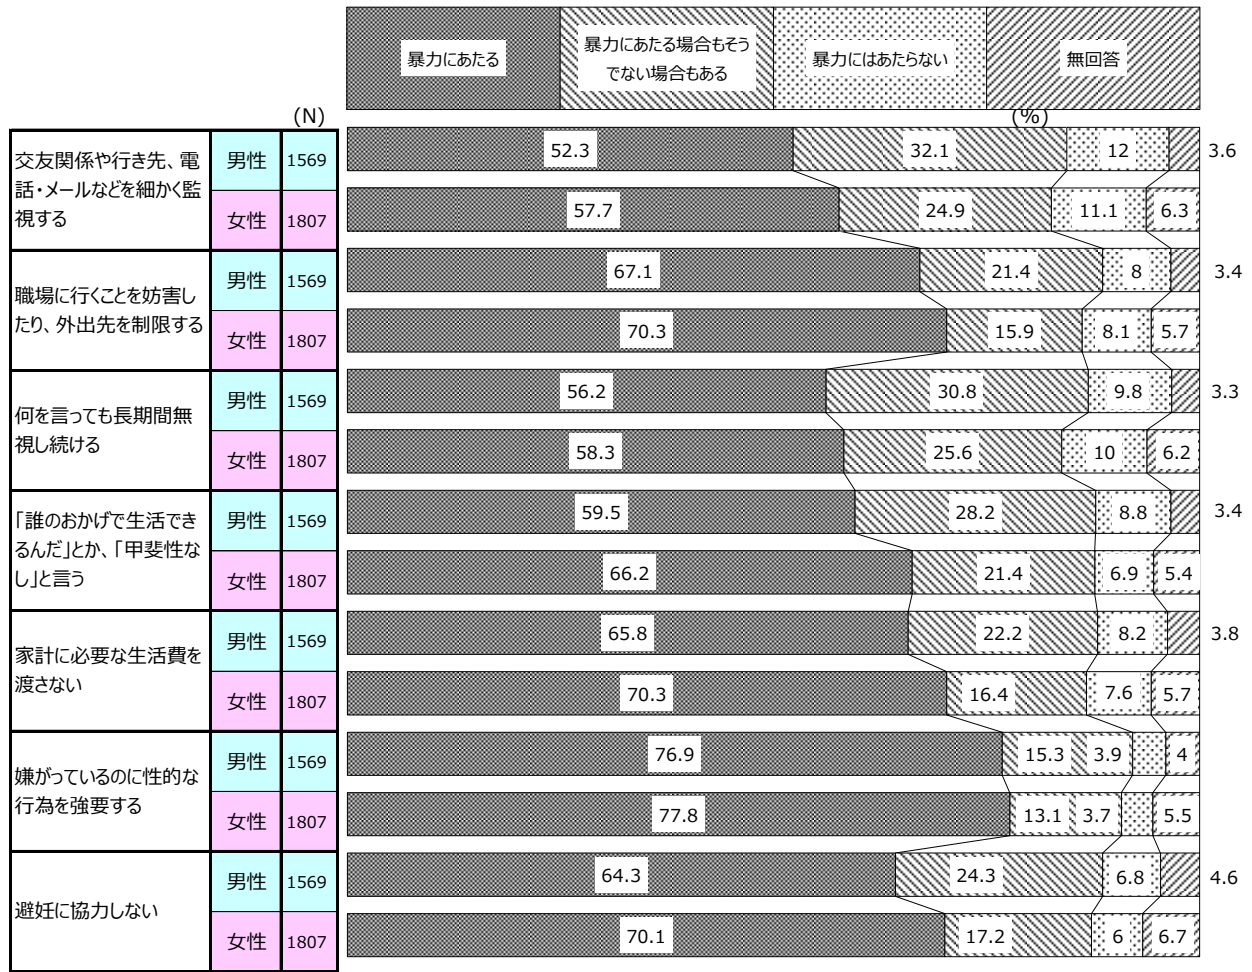 暴力にあたる
暴力にあたる場合もそう
でない場合もある
暴力にはあたらない
無回答
(N)
(%)
交友関係や行き先、電
話・メールなどを細かく監
視する
男性 1569 52.3 32.1 12 3.6
女性 1807 57.7 24.9 11.1 6.3
職場に行くことを妨害し
たり、外出先を制限する
男性 1569 67.1 21.4 8 3.4
女性 1807 70.3 15.9 8.1 5.7
何を言っても長期間無
視し続ける
男性 1569 56.2 30.8 9.8 3.3
女性 1807 58.3 25.6 10 6.2
「誰のおかげで生活でき
るんだ」とか、「甲斐性な
し」と言う
男性 1569 59.5 28.2 8.8 3.4
女性 1807 66.2 21.4 6.9 5.4
家計に必要な生活費を
渡さない
男性 1569 65.8 22.2 8.2 3.8
女性 1807 70.3 16.4 7.6 5.7
嫌がっているのに性的な
行為を強要する
男性 1569 76.9 15.3 3.9 4
女性 1807 77.8 13.1 3.7 5.5
避妊に協力しない
男性 1569 64.3 24.3 6.8 4.6
女性 1807 70.1 17.2 6 6.7